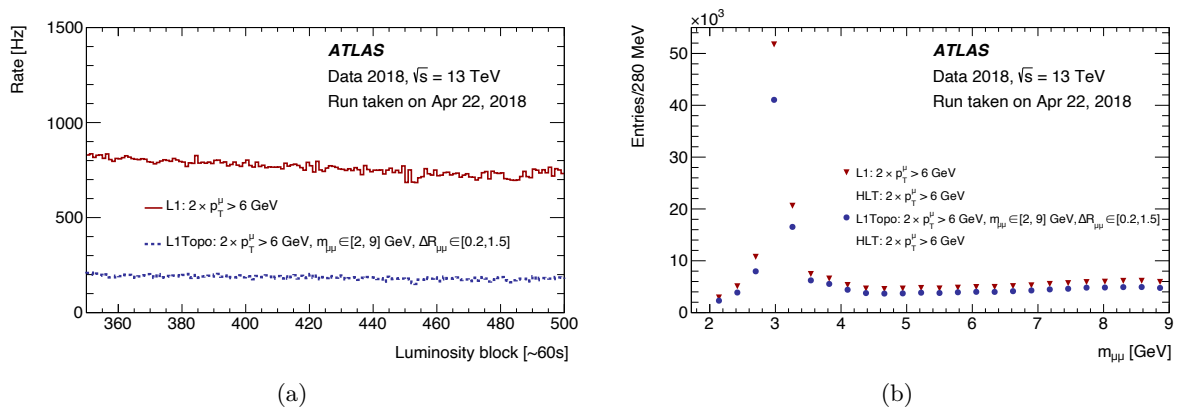 Rate [Hz]
1500
1000
500
0
ATLAS
Data 2018, √s = 13 TeV
Run taken on Apr 22, 2018
L1: 2× p_T^μ > 6 GeV
L1Topo: 2× p_T^μ > 6 GeV, m_μμ ∈ [2, 9] GeV, ΔR_μμ ∈ [0.2,1.5]
360 380 400 420 440 460 480 500
Luminosity block [~60s]
(a)
×10³
Entries/280 MeV
50
40
30
20
10
0
ATLAS
Data 2018, √s = 13 TeV
Run taken on Apr 22, 2018
L1: 2× p_T^μ > 6 GeV
HLT: 2× p_T^μ > 6 GeV
L1Topo: 2× p_T^μ > 6 GeV, m_μμ ∈ [2, 9] GeV, ΔR_μμ ∈ [0.2,1.5]
HLT: 2× p_T^μ > 6 GeV
2 3 4 5 6 7 8 9
m_μμ [GeV]
(b)